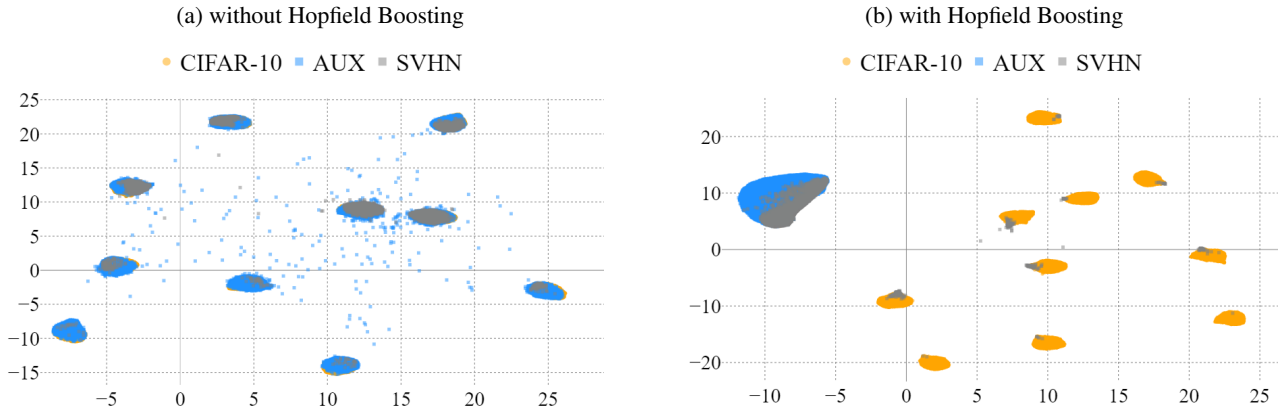 (a) without Hopfield Boosting
CIFAR-10 AUX SVHN
25
20
15
10
5
0
−5
−10
−15
−5 0 5 10 15 20 25
(b) with Hopfield Boosting
CIFAR-10 AUX SVHN
20
10
0
−10
−20
−10 −5 0 5 10 15 20 25